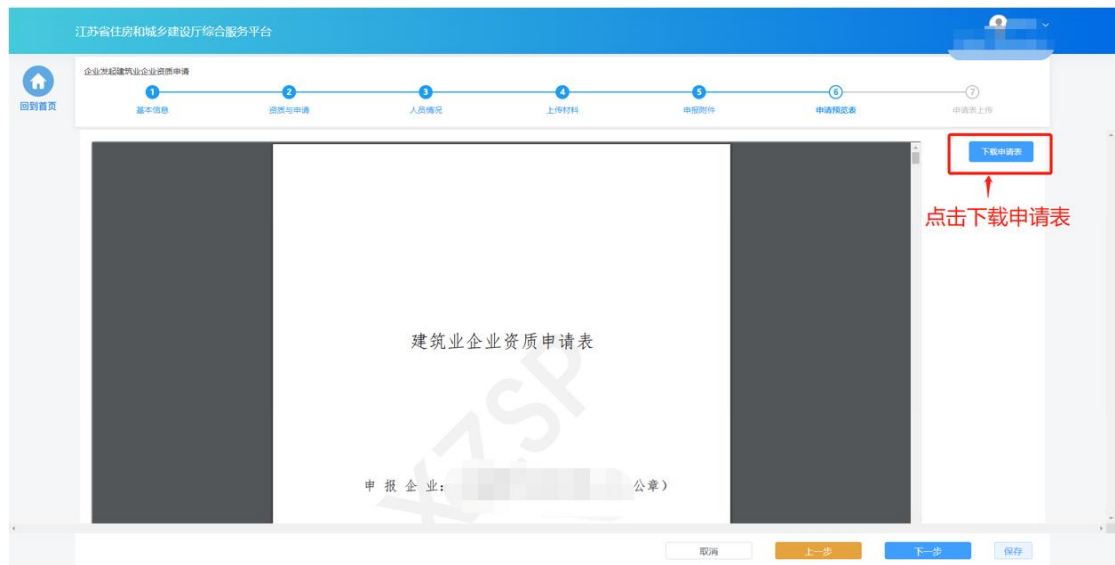 江苏省住房和城乡建设厅综合服务平台
回到首页
企业发起建筑业企业资质申请
1 2 3 4 5 6 7
基本信息 资质与申请 人员情况 上传材料 申报附件 申请预览表 申请表上传
下载申请表
点击下载申请表
建筑业企业资质申请表
XZSP
申报企业: 公章)
取消 上一步 下一步 保存